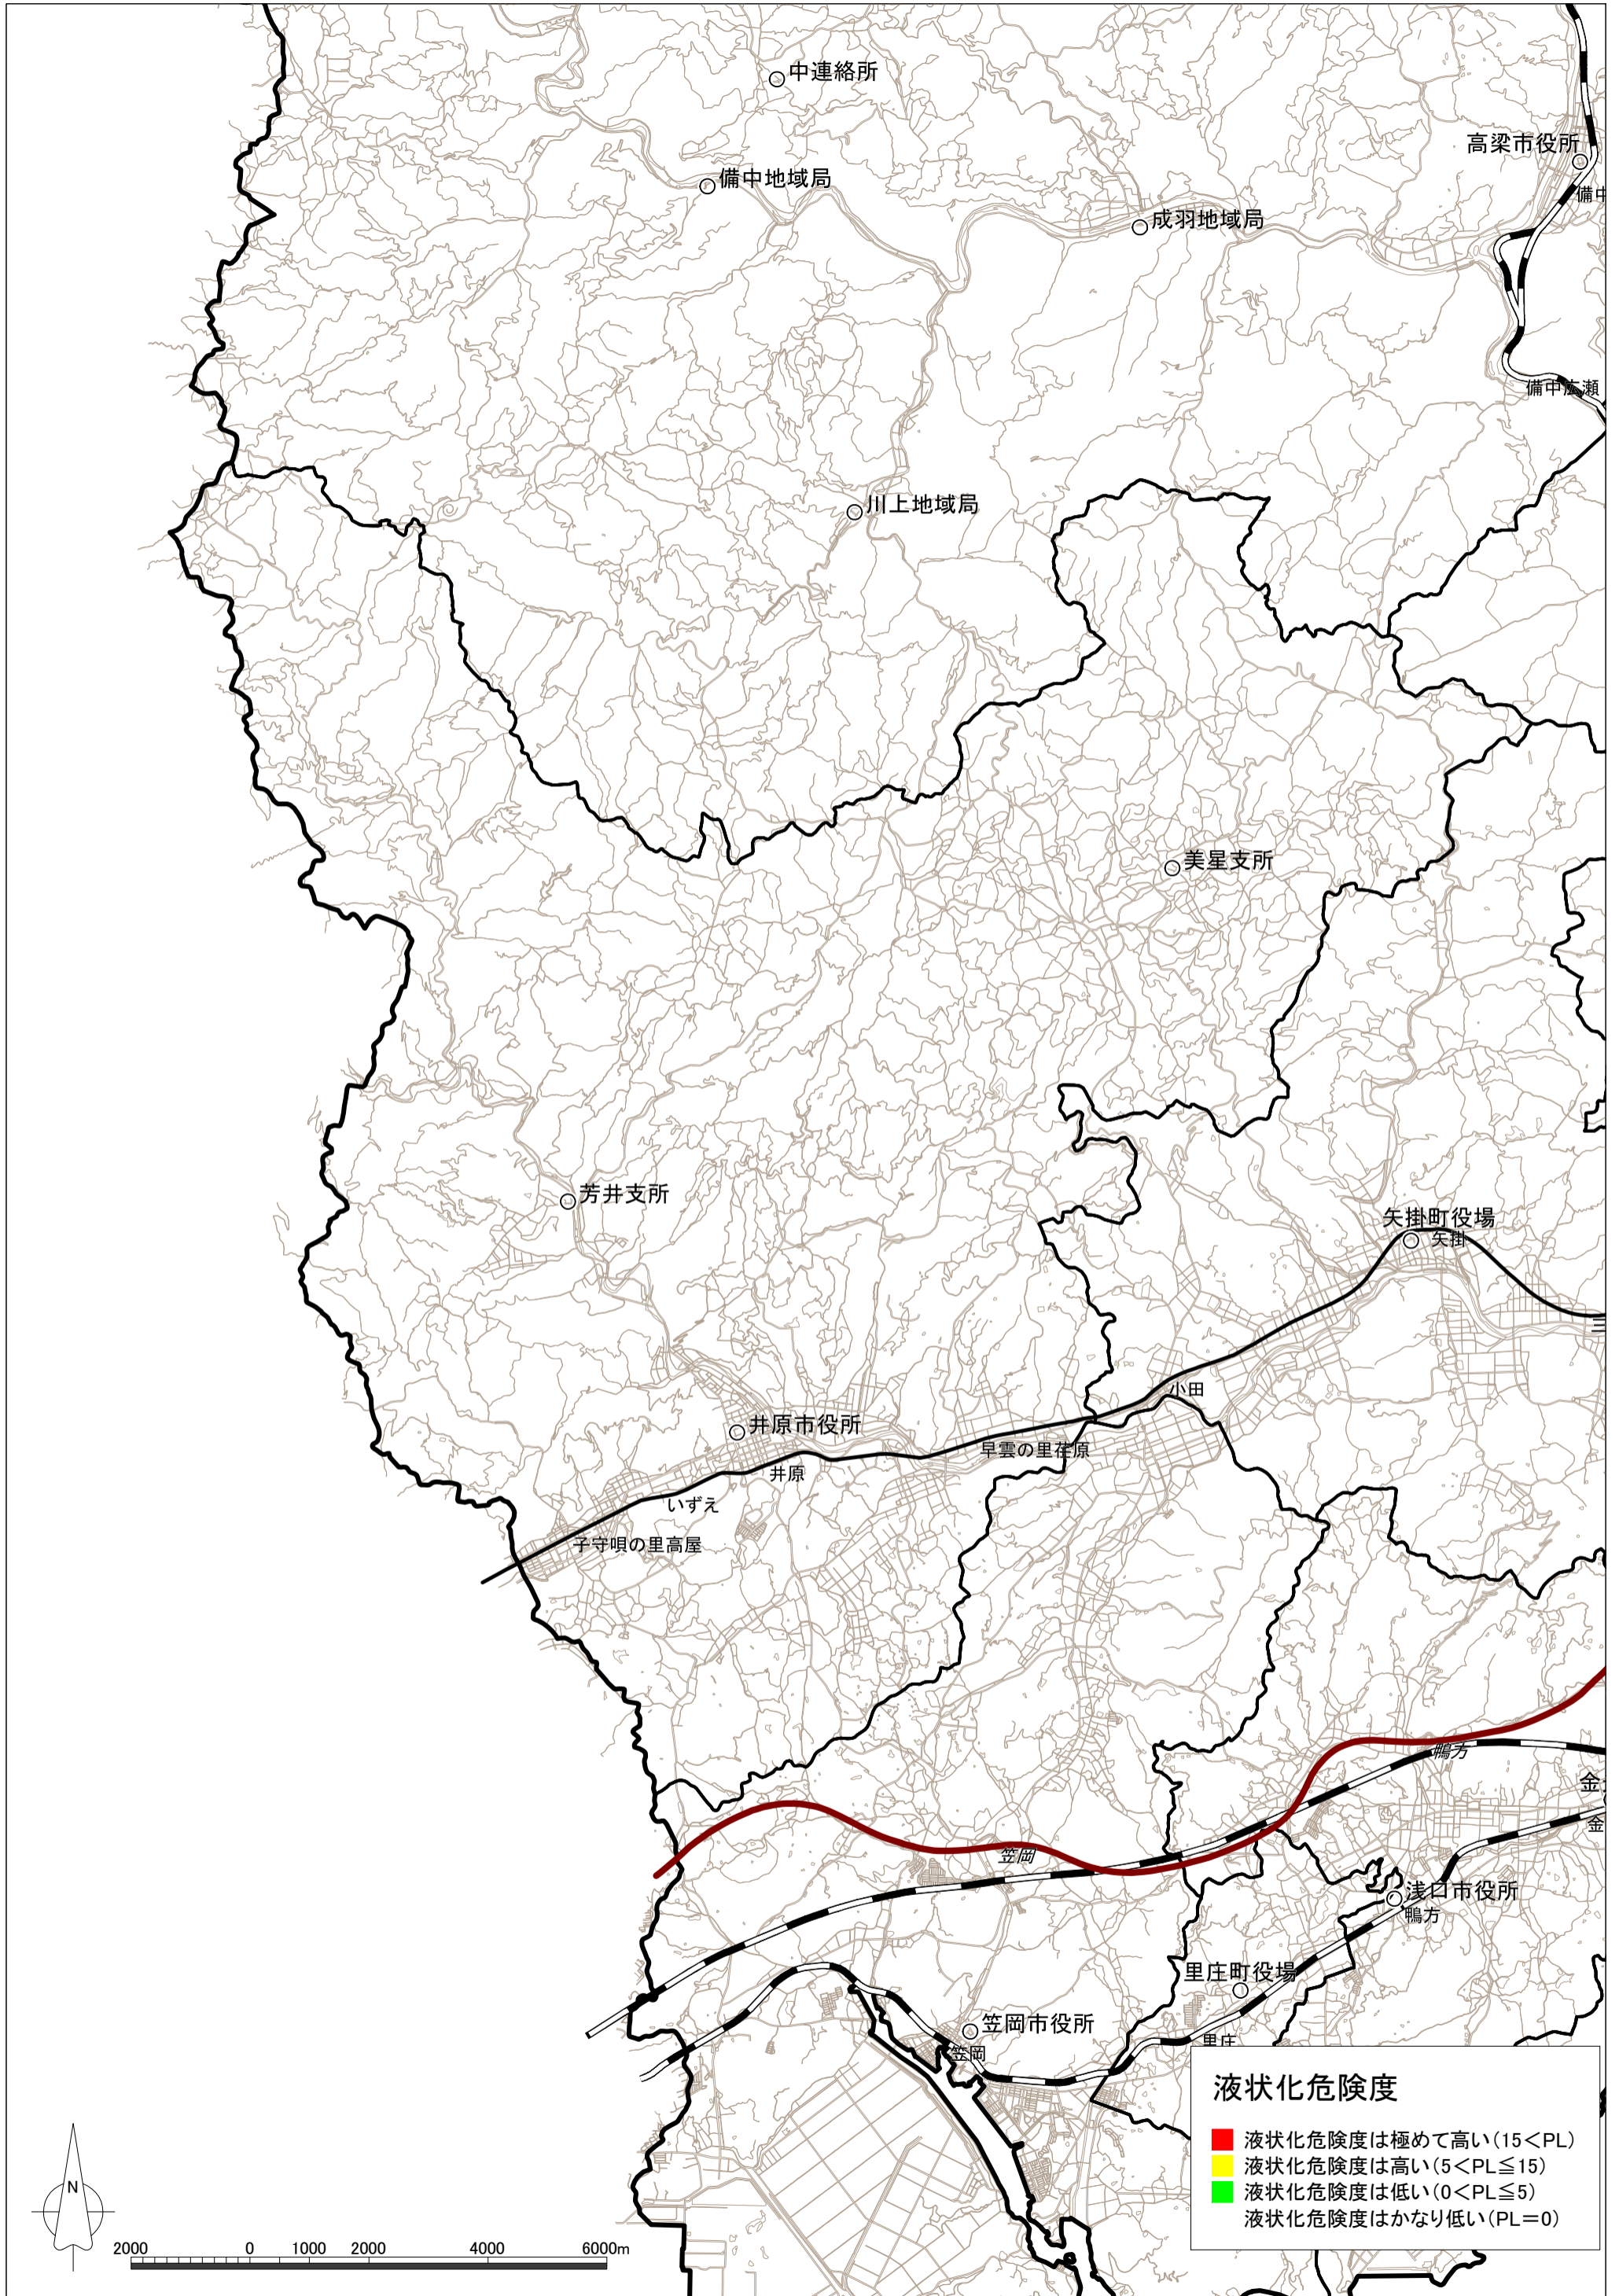 中連絡所
高梁市役所
備中地域局
備中
成羽地域局
備中広瀬
川上地域局
美星支所
芳井支所
矢掛町役場
矢掛
三
小田
井原市役所
早雲の里荏原
井原
いずえ
子守唄の里高屋
鴨方
金
笠岡
金
浅口市役所
鴨方
里庄町役場
笠岡市役所
笠岡
里庄
液状化危険度
液状化危険度は極めて高い(15<PL)
液状化危険度は高い(5<PL≦15)
液状化危険度は低い(0<PL≦5)
液状化危険度はかなり低い(PL=0)
N
2000 0 1000 2000 4000 6000m